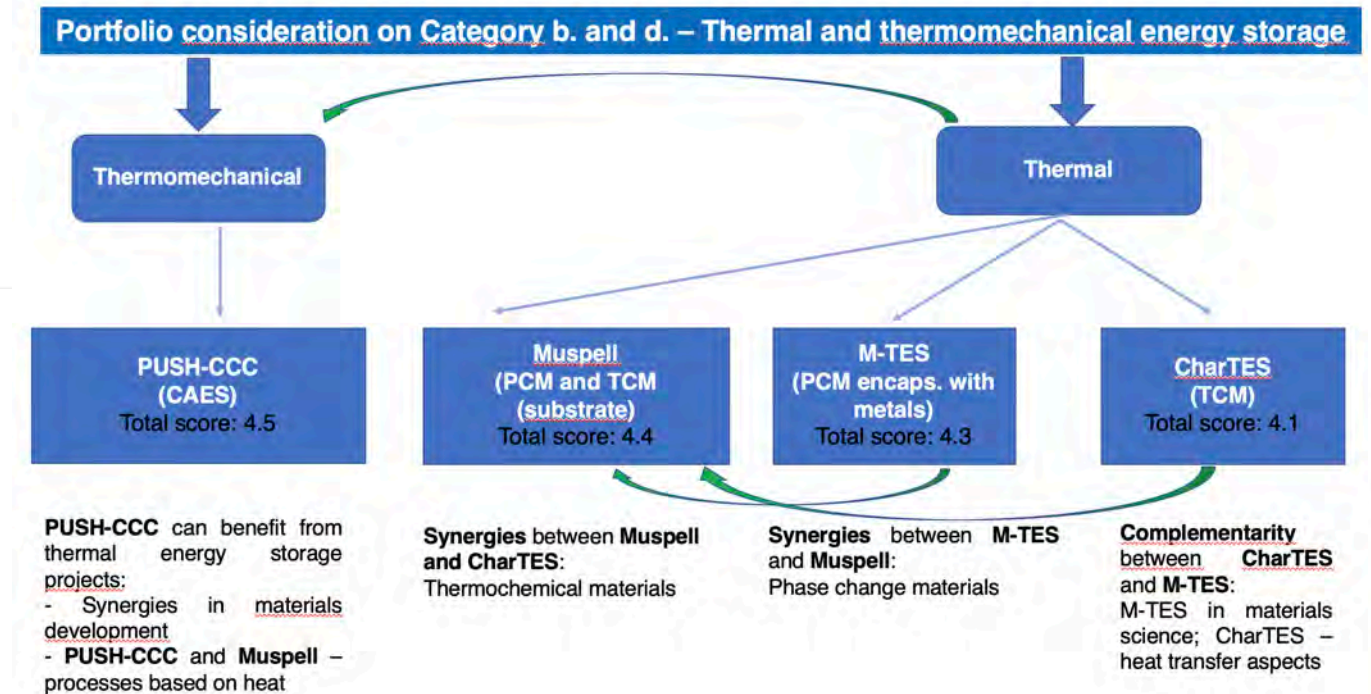 Portfolio consideration on Category b. and d. – Thermal and thermomechanical energy storage
Thermomechanical
Thermal
PUSH-CCC
(CAES)
Total score: 4.5
Muspell
(PCM and TCM
(substrate)
Total score: 4.4
M-TES
(PCM encaps. with
metals)
Total score: 4.3
CharTES
(TCM)
Total score: 4.1
PUSH-CCC can benefit from
thermal energy storage
projects:
- Synergies in materials
development
- PUSH-CCC and Muspell –
processes based on heat
Synergies between Muspell
and CharTES:
Thermochemical materials
Synergies between M-TES
and Muspell:
Phase change materials
Complementarity
between CharTES
and M-TES:
M-TES in materials
science; CharTES –
heat transfer aspects